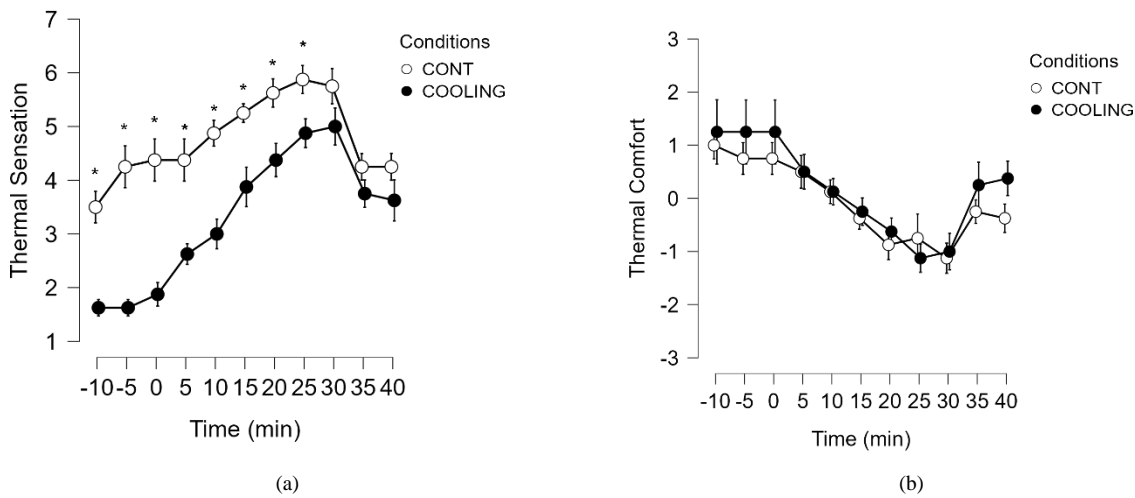 7
6
5
4
3
2
1
Thermal Sensation
* * * * * * * * *
Conditions
CONT
COOLING
-10 -5 0 5 10 15 20 25 30 35 40
Time (min)
(a)
3
2
1
0
-1
-2
-3
Thermal Comfort
Conditions
CONT
COOLING
-10 -5 0 5 10 15 20 25 30 35 40
Time (min)
(b)